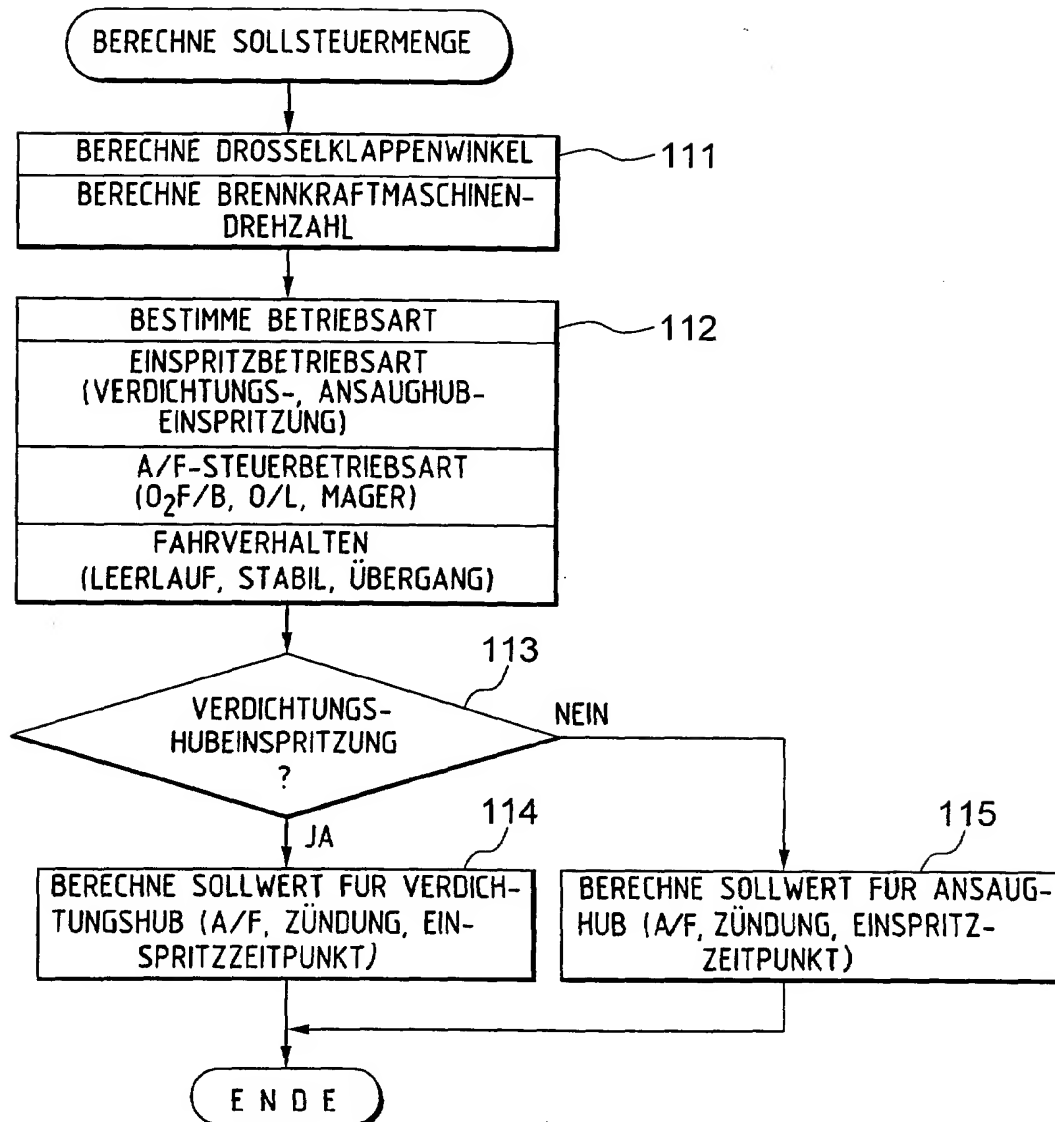 BERECHNE SOLLSTEUERMENGE
BERECHNE DROSSELKLAPPENWINKEL
111
BERECHNE BRENNKRAFTMASCHINEN-
DREHZAHL
BESTIMME BETRIEBSART
112
EINSPRITZBETRIEBSART
(VERDICHTUNGS-, ANSAUGHUB-
EINSPRITZUNG)
A/F-STEUERBETRIEBSART
(O₂F/B, O/L, MAGER)
FAHRVERHALTEN
(LEERLAUF, STABIL, ÜBERGANG)
113
VERDICHTUNGS-
HUBEINSPRITZUNG
?
NEIN
JA
114
BERECHNE SOLLWERT FÜR VERDICH-
TUNGSHUB (A/F, ZÜNDUNG, EIN-
SPRITZZEITPUNKT)
115
BERECHNE SOLLWERT FÜR ANSAUG-
HUB (A/F, ZÜNDUNG, EINSPRITZ-
ZEITPUNKT)
ENDE